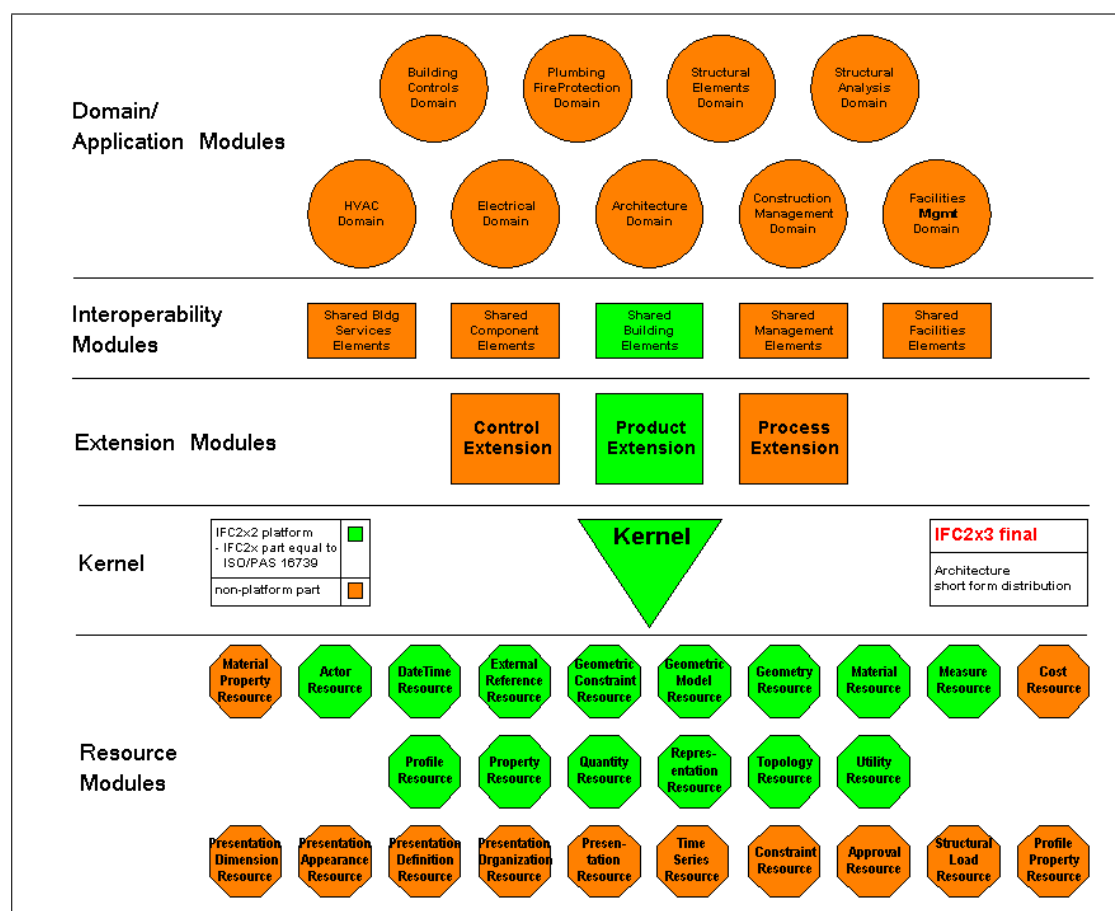 Building
Controls
Domain
Plumbing
FireProtection
Domain
Structural
Elements
Domain
Structural
Analysis
Domain
Domain/
Application Modules
HVAC
Domain
Electrical
Domain
Architecture
Domain
Construction
Management
Domain
Facilities
Mgmt
Domain
Interoperability
Modules
Shared Bldg
Services
Elements
Shared
Component
Elements
Shared
Building
Elements
Shared
Management
Elements
Shared
Facilities
Elements
Extension Modules
Control
Extension
Product
Extension
Process
Extension
Kernel
IFC2x2 platform
- IFC2x part equal to
ISO/PAS 16739
non-platform part
Kernel
IFC2x3 final
Architecture
short form distribution
Resource
Modules
Material
Property
Resource
Actor
Resource
DateTime
Resource
External
Reference
Resource
Geometric
Constraint
Resource
Geometric
Model
Resource
Geometry
Resource
Material
Resource
Measure
Resource
Cost
Resource
Profile
Resource
Property
Resource
Quantity
Resource
Repres-
entation
Resource
Topology
Resource
Utility
Resource
Presentation
Dimension
Resource
Presentation
Appearance
Resource
Presentation
Definition
Resource
Presentation
Organization
Resource
Presen-
tation
Resource
Time
Series
Resource
Constraint
Resource
Approval
Resource
Structural
Load
Resource
Profile
Property
Resource